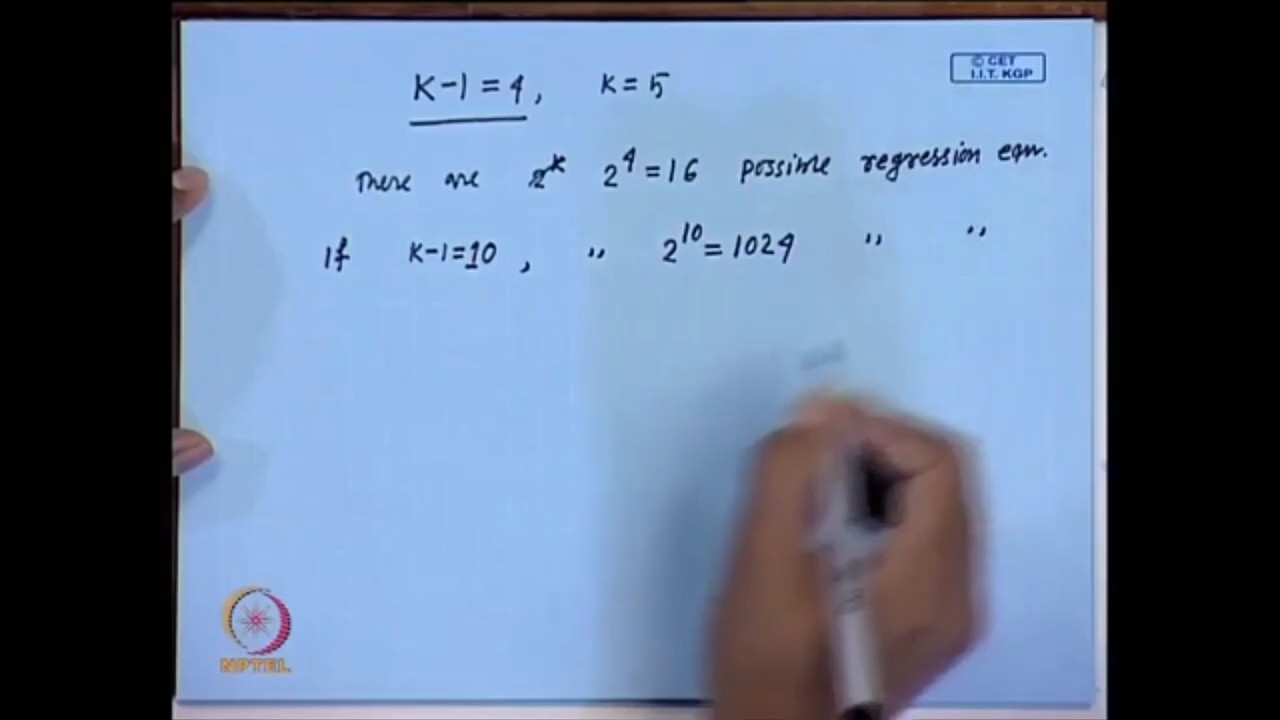 © CET
I.I.T. KGP
K-1=4, K=5
There are 2^4=16 possible regression eqn.
If K-1=10, " 2^10=1024 " "
NPTEL